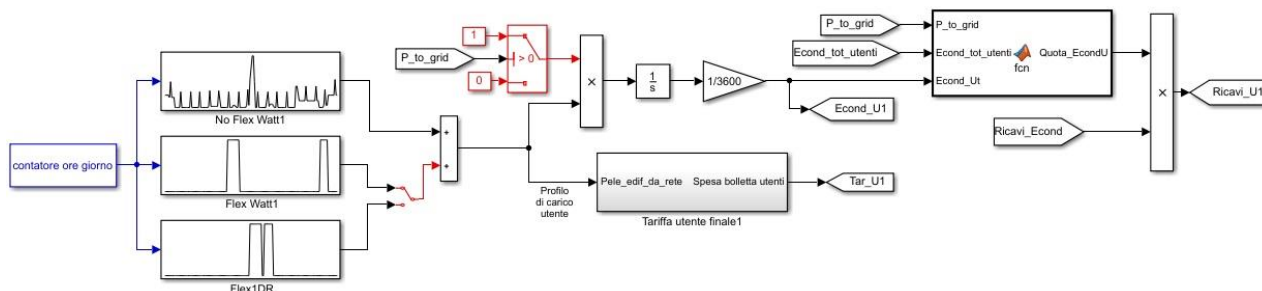 contatore ore giorno
No Flex Watt1
Flex Watt1
Flex1DR
+
+
P_to_grid
1
> 0
0
×
1
s
1/3600
Econd_U1
Profilo
di carico
utente
Pele_edif_da_rete
Spesa bolletta utenti
Tariffa utente finale1
Tar_U1
P_to_grid
Econd_tot_utenti
P_to_grid
Econd_tot_utenti
Econd_Ut
fcn
Quota_EcondU
Ricavi_Econd
×
Ricavi_U1